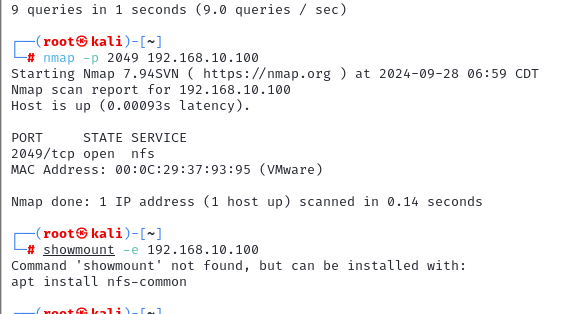 9 queries in 1 seconds (9.0 queries / sec)
┌──(root㉿kali)-[~]
└─# nmap -p 2049 192.168.10.100
Starting Nmap 7.94SVN ( https://nmap.org ) at 2024-09-28 06:59 CDT
Nmap scan report for 192.168.10.100
Host is up (0.00093s latency).
PORT     STATE SERVICE
2049/tcp open  nfs
MAC Address: 00:0C:29:37:93:95 (VMware)
Nmap done: 1 IP address (1 host up) scanned in 0.14 seconds
┌──(root㉿kali)-[~]
└─# showmount -e 192.168.10.100
Command 'showmount' not found, but can be installed with:
apt install nfs-common
┌──(root㉿kali)-[~]